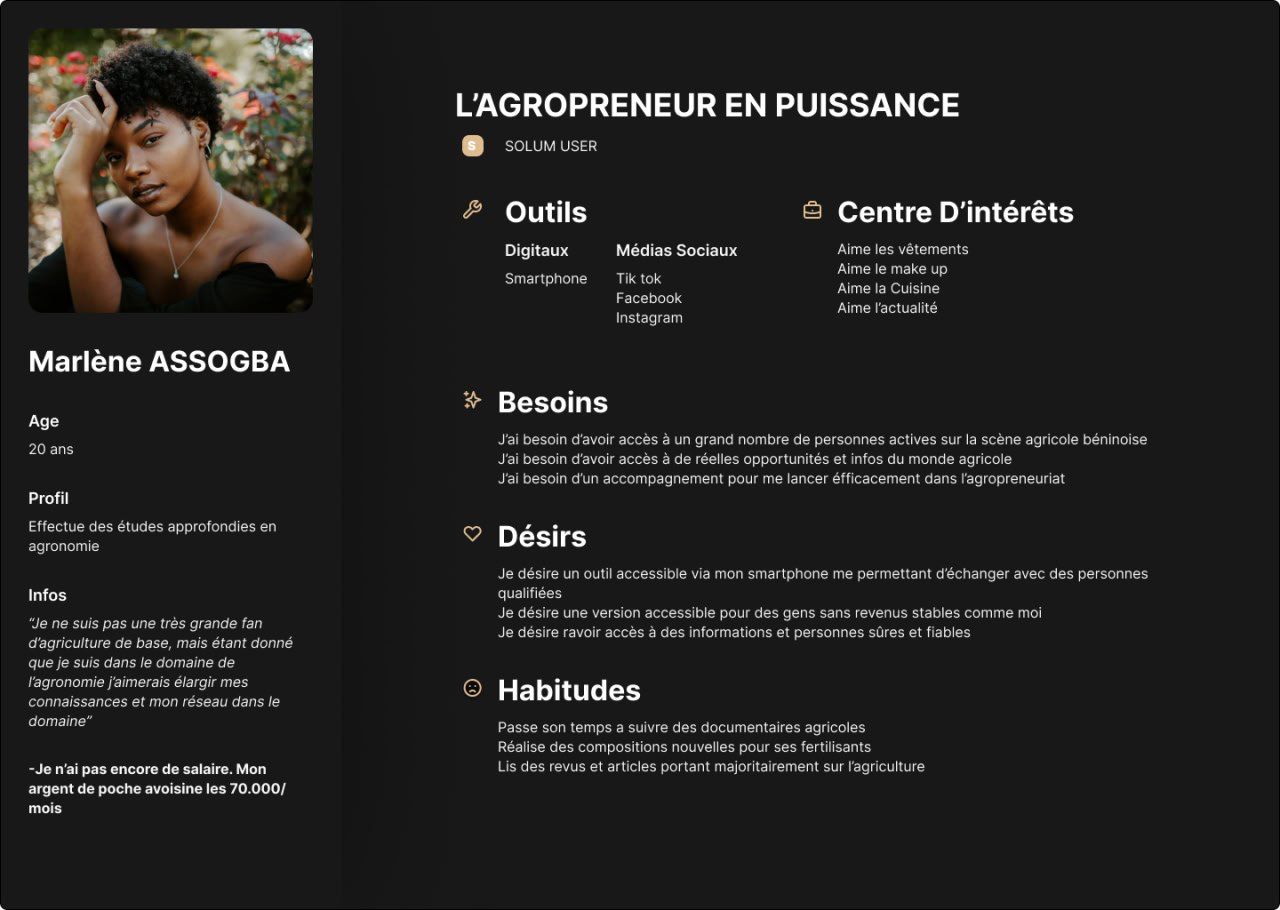 Marlène ASSOGBA
Age
20 ans
Profil
Effectue des études approfondies en
agronomie
Infos
“Je ne suis pas une très grande fan
d’agriculture de base, mais étant donné
que je suis dans le domaine de
l’agronomie j’aimerais élargir mes
connaissances et mon réseau dans le
domaine”
-Je n’ai pas encore de salaire. Mon
argent de poche avoisine les 70.000/
mois
L’AGROPRENEUR EN PUISSANCE
S SOLUM USER
Outils
Digitaux
Smartphone
Médias Sociaux
Tik tok
Facebook
Instagram
Centre D’intérêts
Aime les vêtements
Aime le make up
Aime la Cuisine
Aime l’actualité
Besoins
J’ai besoin d’avoir accès à un grand nombre de personnes actives sur la scène agricole béninoise
J’ai besoin d’avoir accès à de réelles opportunités et infos du monde agricole
J’ai besoin d’un accompagnement pour me lancer éfficacement dans l’agropreneuriat
Désirs
Je désire un outil accessible via mon smartphone me permettant d’échanger avec des personnes
qualifiées
Je désire une version accessible pour des gens sans revenus stables comme moi
Je désire ravoir accès à des informations et personnes sûres et fiables
Habitudes
Passe son temps a suivre des documentaires agricoles
Réalise des compositions nouvelles pour ses fertilisants
Lis des revus et articles portant majoritairement sur l’agriculture